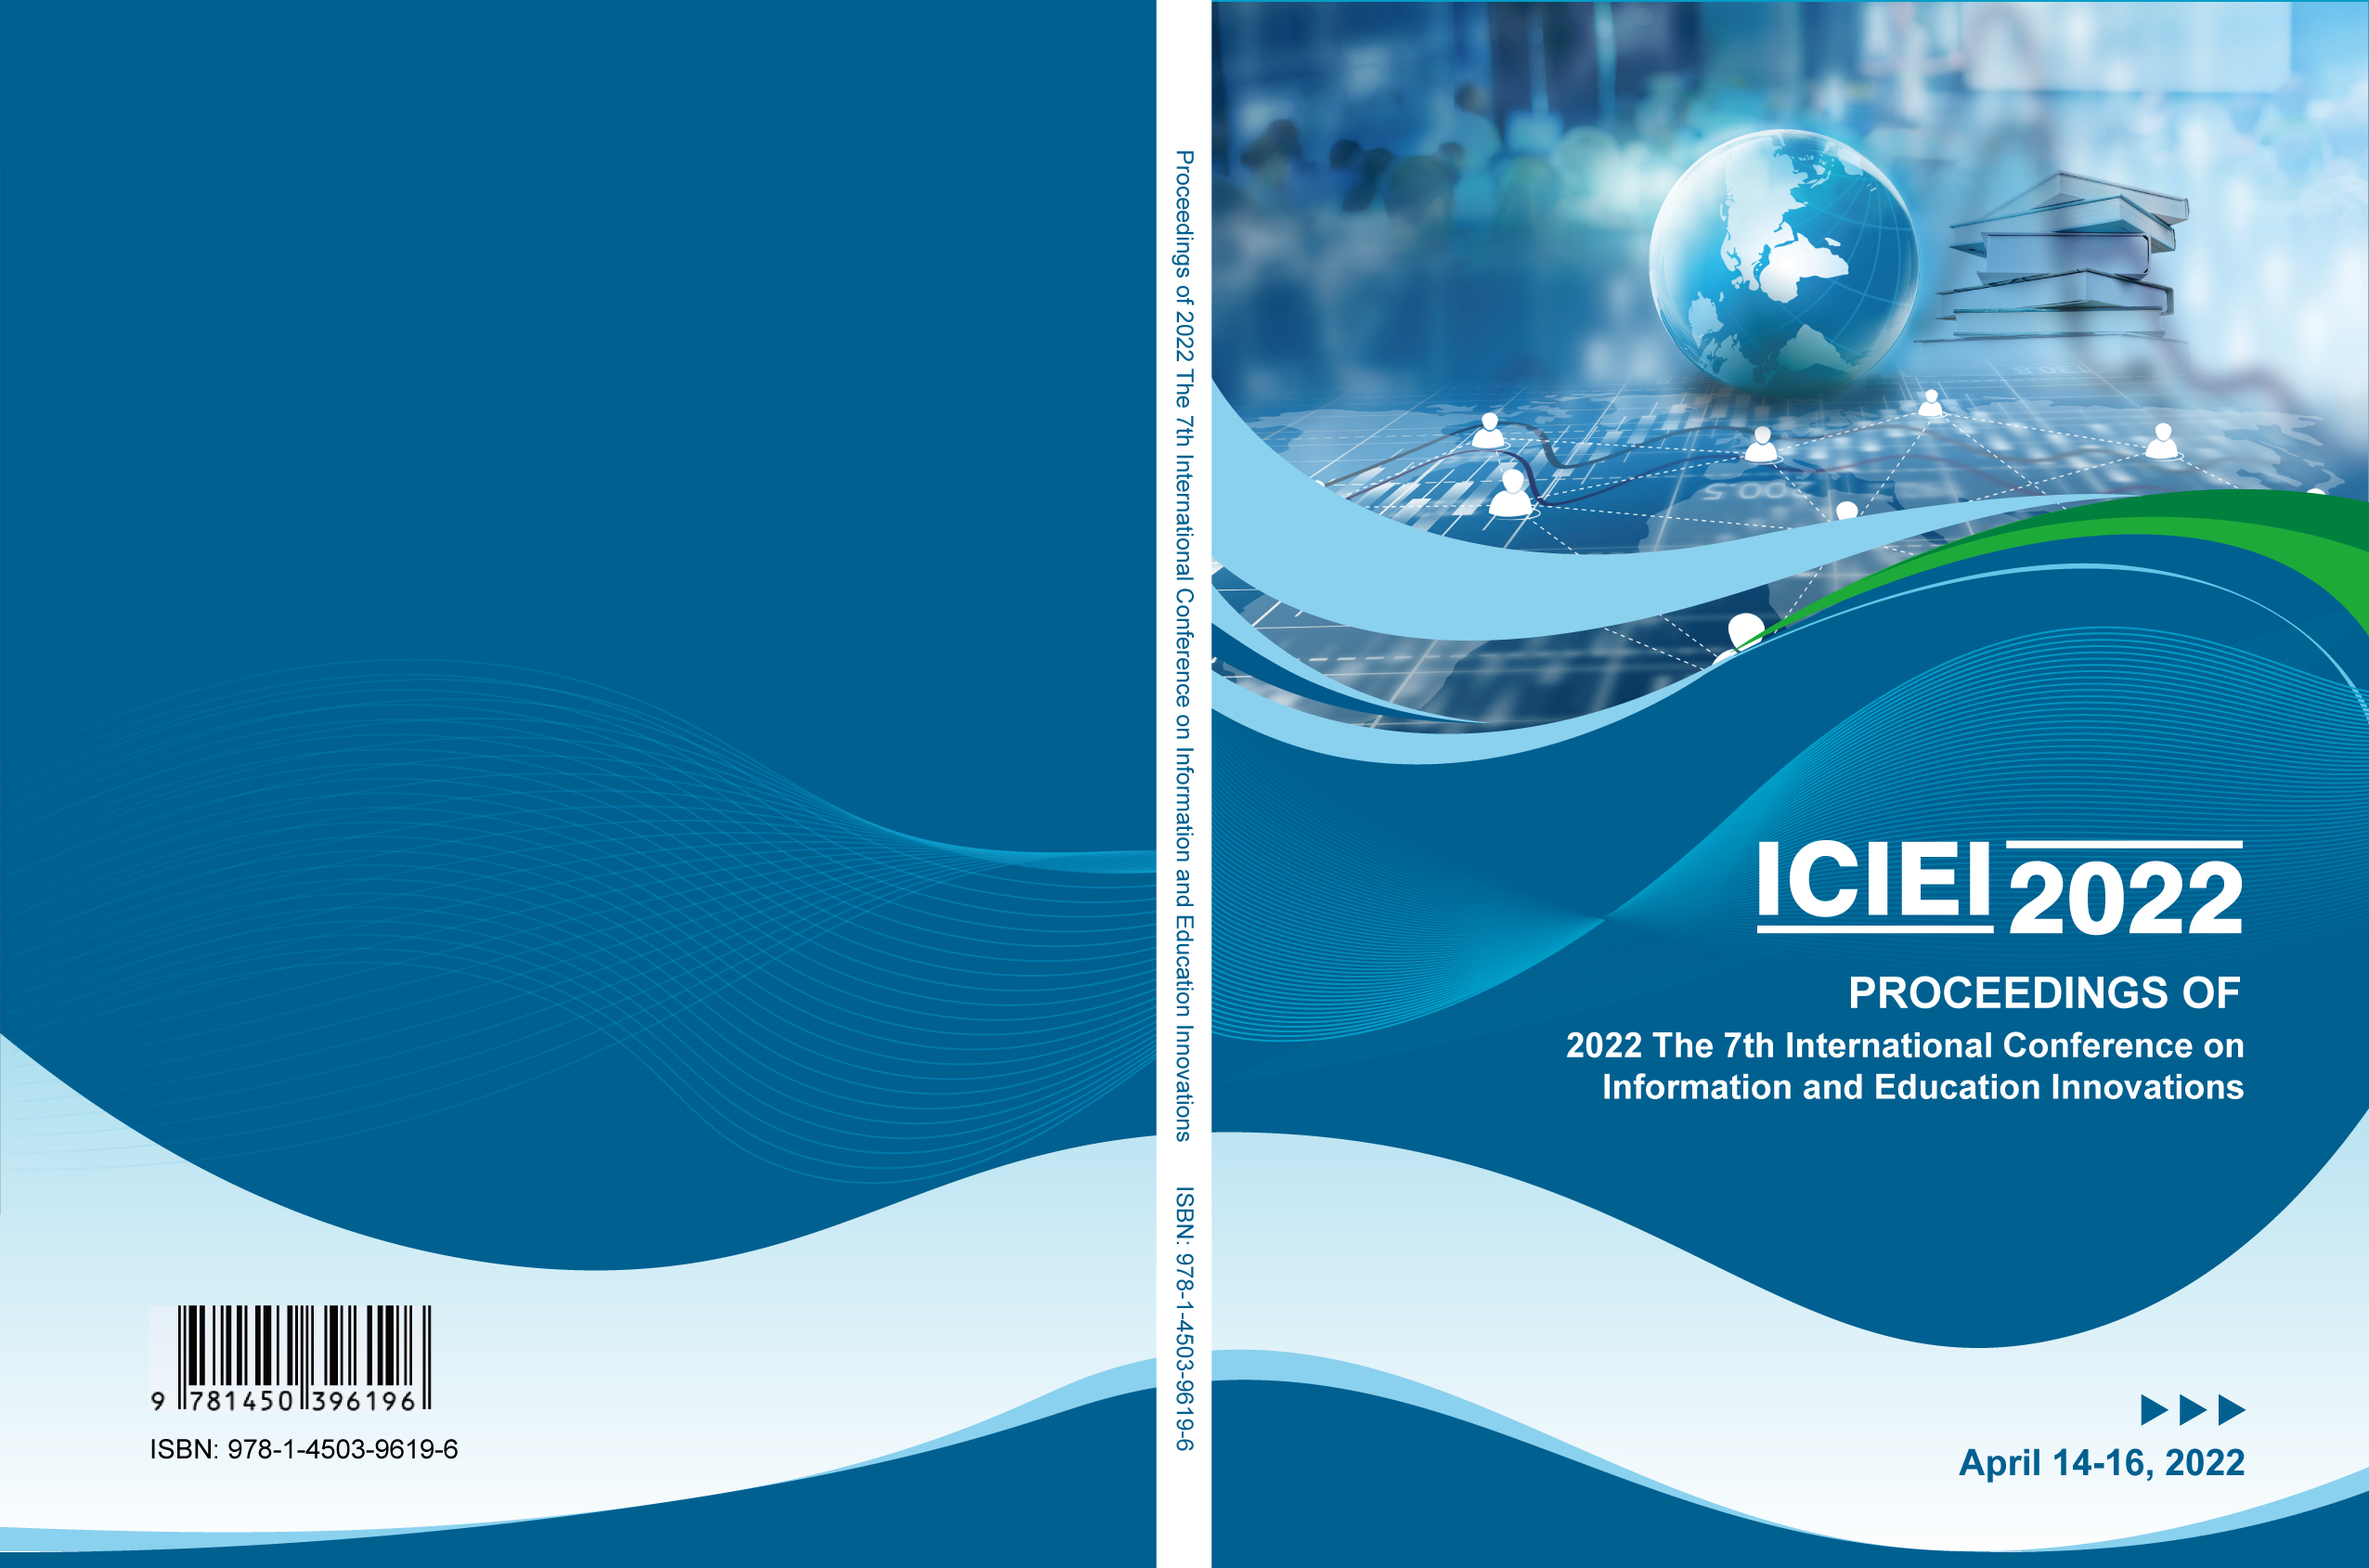 9 781450 396196
ISBN: 978-1-4503-9619-6
Proceedings of 2022 The 7th International Conference on Information and Education Innovations ISBN: 978-1-4503-9619-6
ICIEI 2022
PROCEEDINGS OF
2022 The 7th International Conference on
Information and Education Innovations
April 14-16, 2022